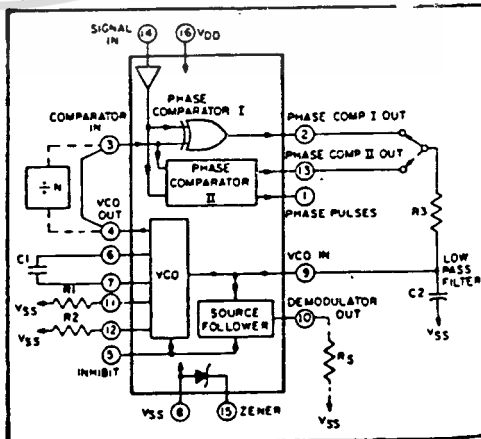 SIGNAL IN
14
16 VDD
PHASE COMPARATOR I
COMPARATOR IN
3
PHASE COMP I OUT
2
PHASE COMP II OUT
13
PHASE COMPARATOR II
1
PHASE PULSES
÷ N
VCO OUT
4
R3
C1
6
7
VCO
VCO IN
9
LOW PASS FILTER
C2
VSS
VSS R1 11
VSS R2 12
SOURCE FOLLOWER
DEMODULATOR OUT
10
RS
VSS
5
INHIBIT
VSS 8
15 ZENER